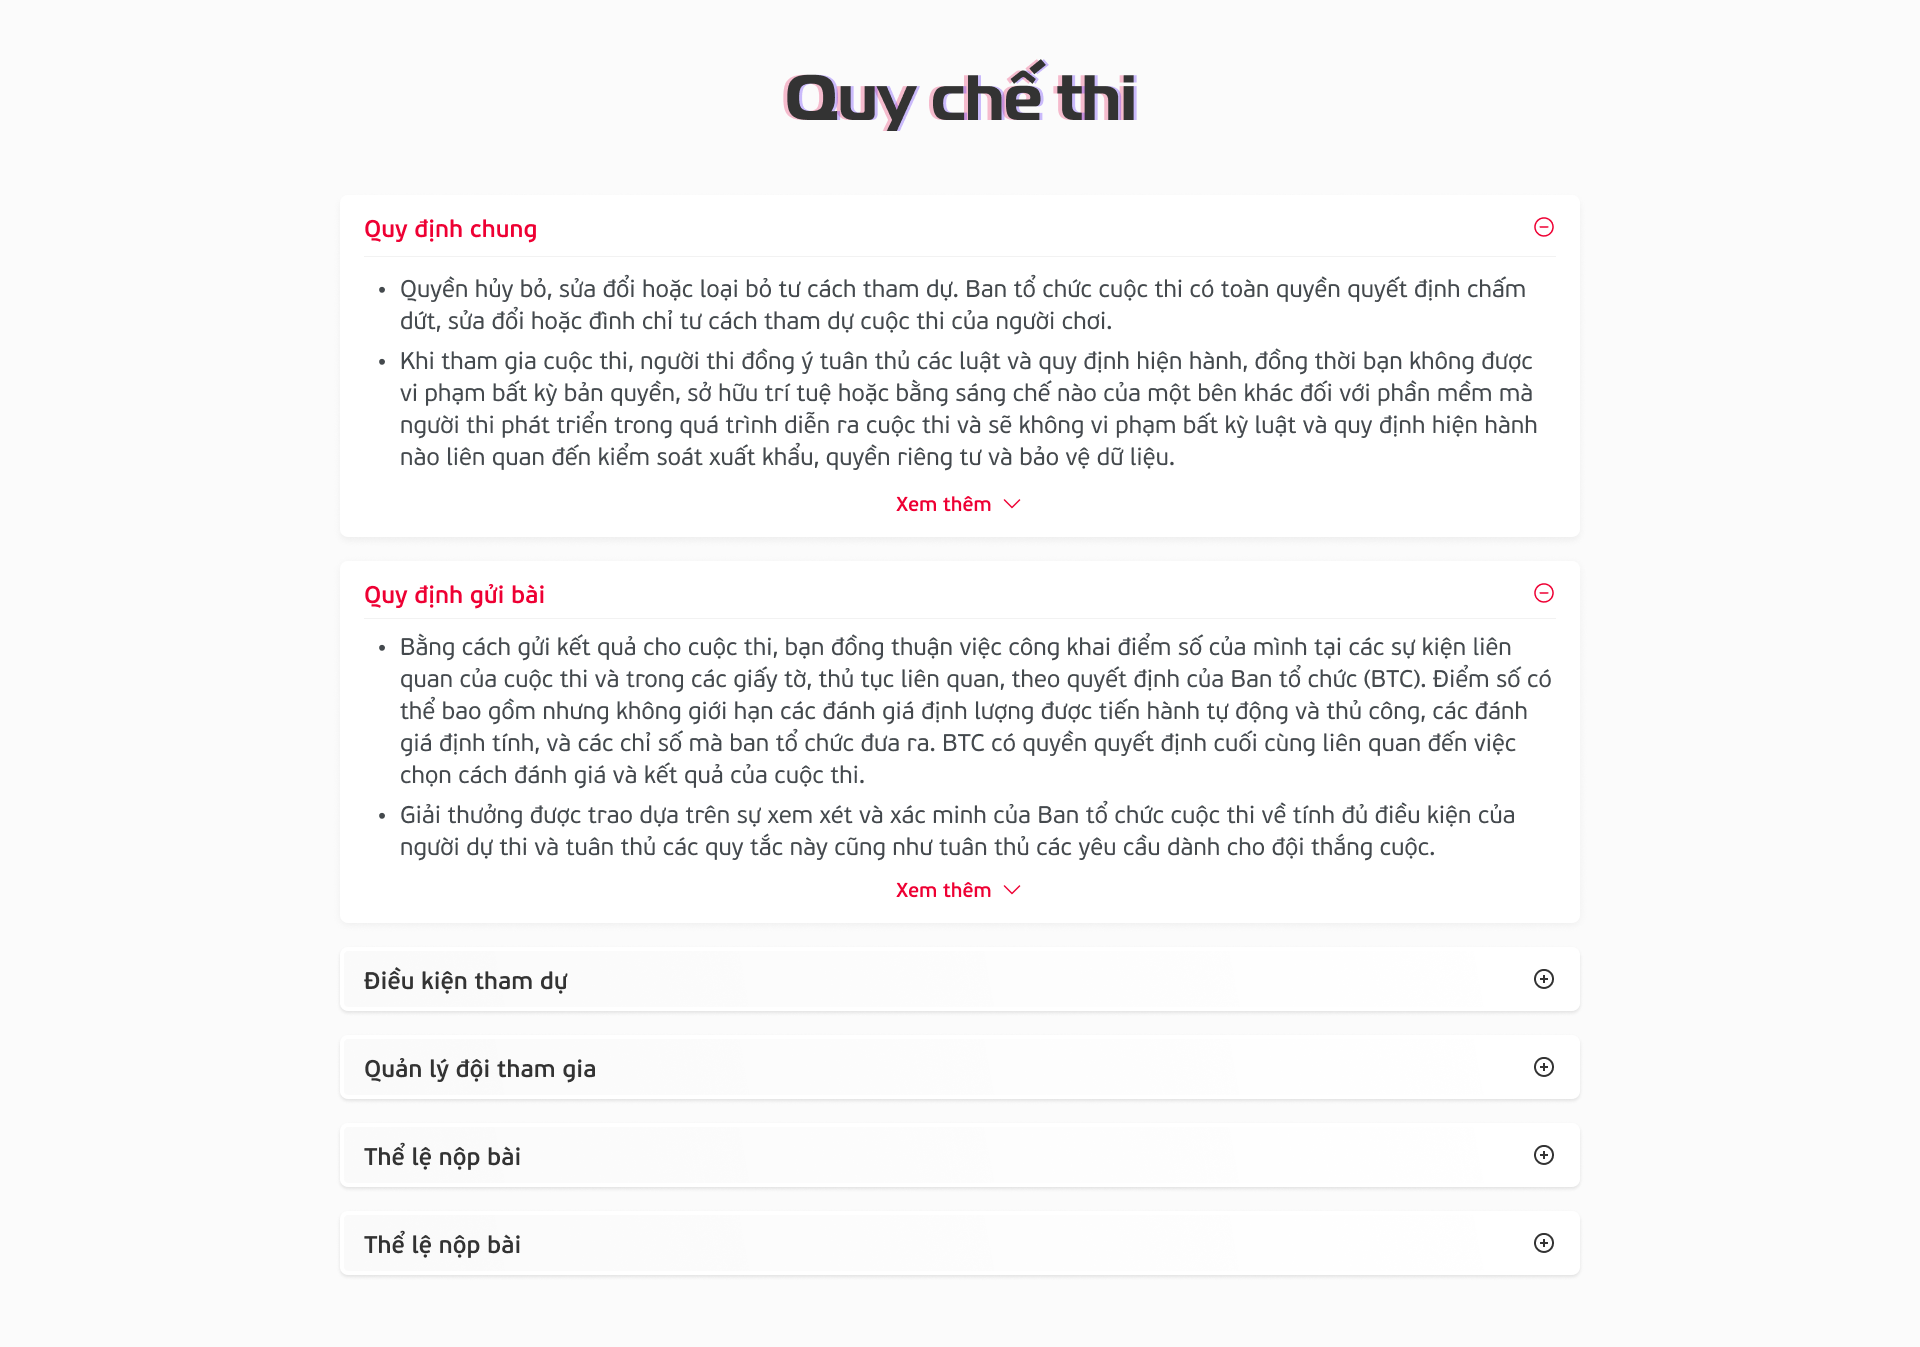 Quy chế thi
Quy định chung
• Quyền hủy bỏ, sửa đổi hoặc loại bỏ tư cách tham dự. Ban tổ chức cuộc thi có toàn quyền quyết định chấm
dứt, sửa đổi hoặc đình chỉ tư cách tham dự cuộc thi của người chơi.
• Khi tham gia cuộc thi, người thi đồng ý tuân thủ các luật và quy định hiện hành, đồng thời bạn không được
vi phạm bất kỳ bản quyền, sở hữu trí tuệ hoặc bằng sáng chế nào của một bên khác đối với phần mềm mà
người thi phát triển trong quá trình diễn ra cuộc thi và sẽ không vi phạm bất kỳ luật và quy định hiện hành
nào liên quan đến kiểm soát xuất khẩu, quyền riêng tư và bảo vệ dữ liệu.
Xem thêm
Quy định gửi bài
• Bằng cách gửi kết quả cho cuộc thi, bạn đồng thuận việc công khai điểm số của mình tại các sự kiện liên
quan của cuộc thi và trong các giấy tờ, thủ tục liên quan, theo quyết định của Ban tổ chức (BTC). Điểm số có
thể bao gồm nhưng không giới hạn các đánh giá định lượng được tiến hành tự động và thủ công, các đánh
giá định tính, và các chỉ số mà ban tổ chức đưa ra. BTC có quyền quyết định cuối cùng liên quan đến việc
chọn cách đánh giá và kết quả của cuộc thi.
• Giải thưởng được trao dựa trên sự xem xét và xác minh của Ban tổ chức cuộc thi về tính đủ điều kiện của
người dự thi và tuân thủ các quy tắc này cũng như tuân thủ các yêu cầu dành cho đội thắng cuộc.
Xem thêm
Điều kiện tham dự
Quản lý đội tham gia
Thể lệ nộp bài
Thể lệ nộp bài